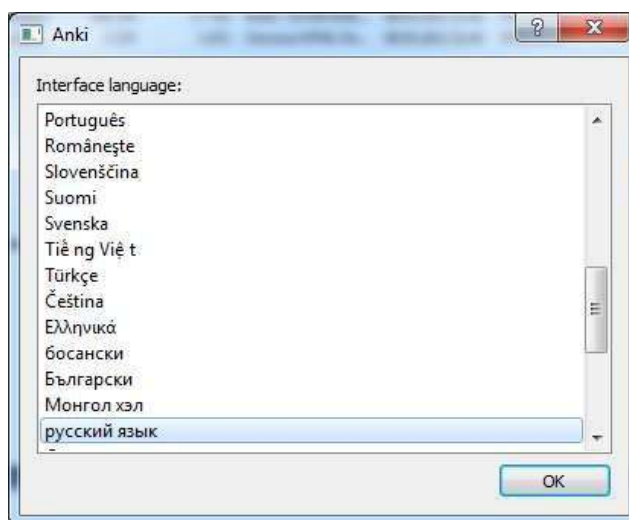 Anki
Interface language:
Português
Româneşte
Slovenščina
Suomi
Svenska
Tiế ng Việ t
Türkçe
Čeština
Ελληνικά
босански
Български
Монгол хэл
русский язык
OK